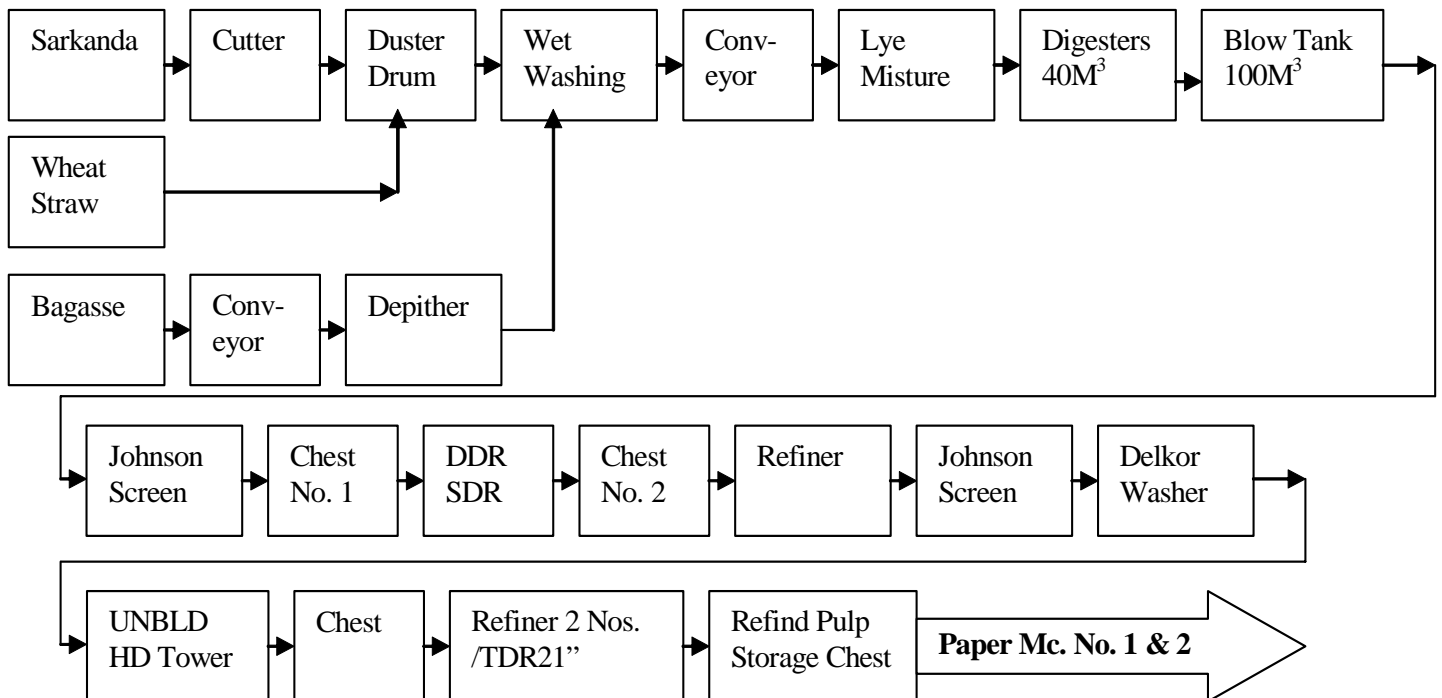 Sarkanda
Cutter
Duster
Drum
Wet
Washing
Conv-
eyor
Lye
Misture
Digesters
40M³
Blow Tank
100M³
Wheat
Straw
Bagasse
Conv-
eyor
Depither
Johnson
Screen
Chest
No. 1
DDR
SDR
Chest
No. 2
Refiner
Johnson
Screen
Delkor
Washer
UNBLD
HD Tower
Chest
Refiner 2 Nos.
/TDR21”
Refind Pulp
Storage Chest
Paper Mc. No. 1 & 2